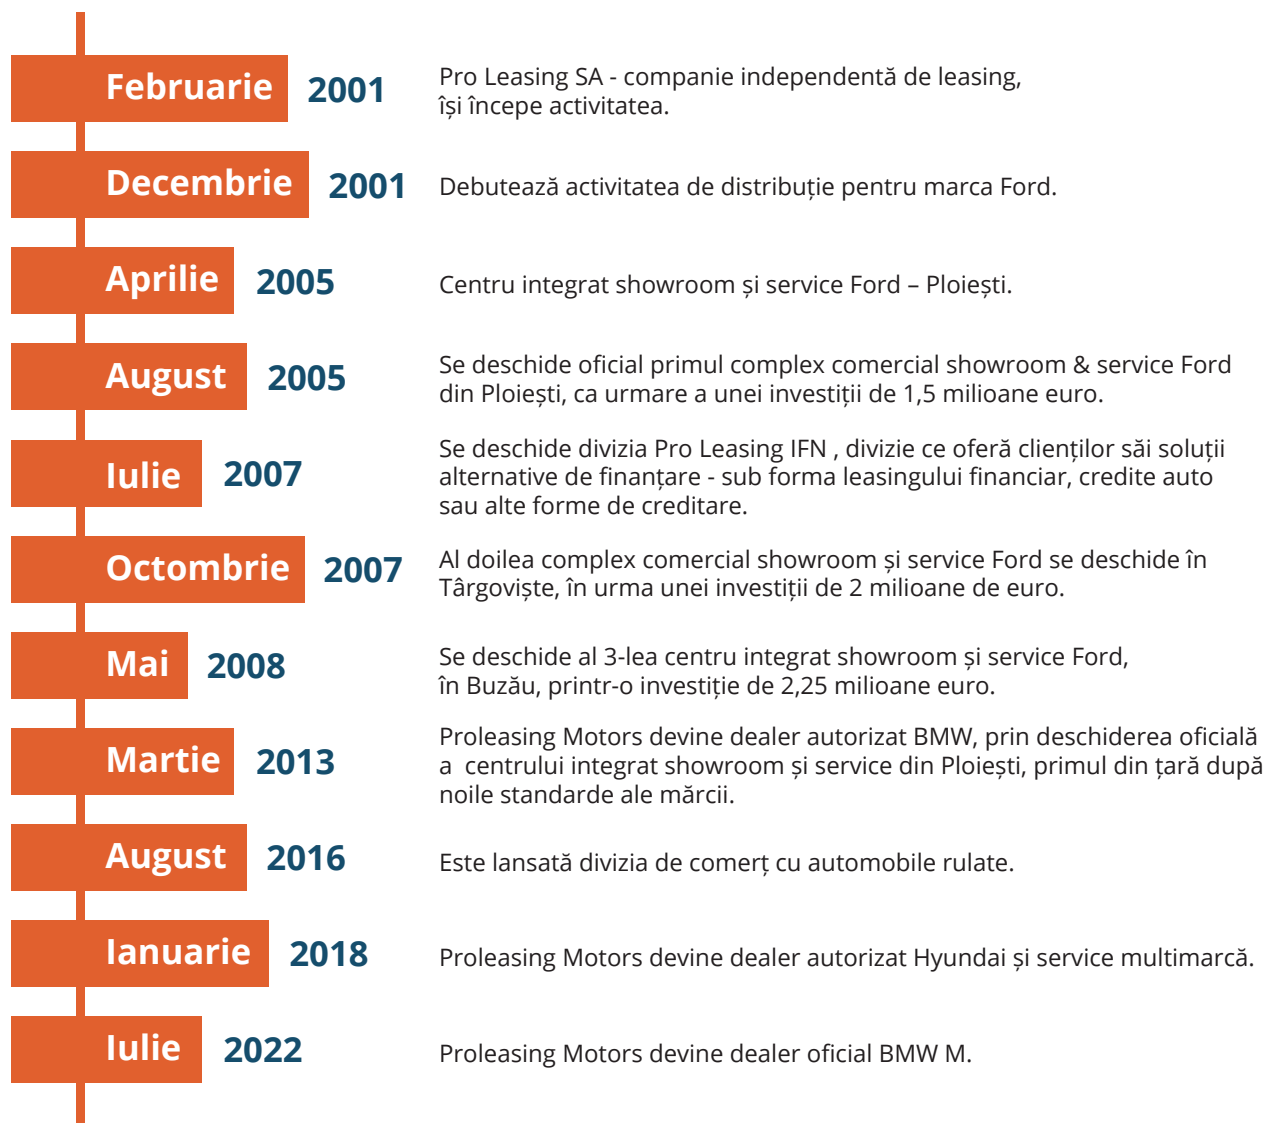 Februarie 2001
Pro Leasing SA - companie independentă de leasing,
își începe activitatea.
Decembrie 2001
Debutează activitatea de distribuție pentru marca Ford.
Aprilie 2005
Centru integrat showroom și service Ford – Ploiești.
August 2005
Se deschide oficial primul complex comercial showroom & service Ford
din Ploiești, ca urmare a unei investiții de 1,5 milioane euro.
Iulie 2007
Se deschide divizia Pro Leasing IFN , divizie ce oferă clienților săi soluții
alternative de finanțare - sub forma leasingului financiar, credite auto
sau alte forme de creditare.
Octombrie 2007
Al doilea complex comercial showroom și service Ford se deschide în
Târgoviște, în urma unei investiții de 2 milioane de euro.
Mai 2008
Se deschide al 3-lea centru integrat showroom și service Ford,
în Buzău, printr-o investiție de 2,25 milioane euro.
Martie 2013
Proleasing Motors devine dealer autorizat BMW, prin deschiderea oficială
a centrului integrat showroom și service din Ploiești, primul din țară după
noile standarde ale mărcii.
August 2016
Este lansată divizia de comerț cu automobile rulate.
Ianuarie 2018
Proleasing Motors devine dealer autorizat Hyundai și service multimarcă.
Iulie 2022
Proleasing Motors devine dealer oficial BMW M.